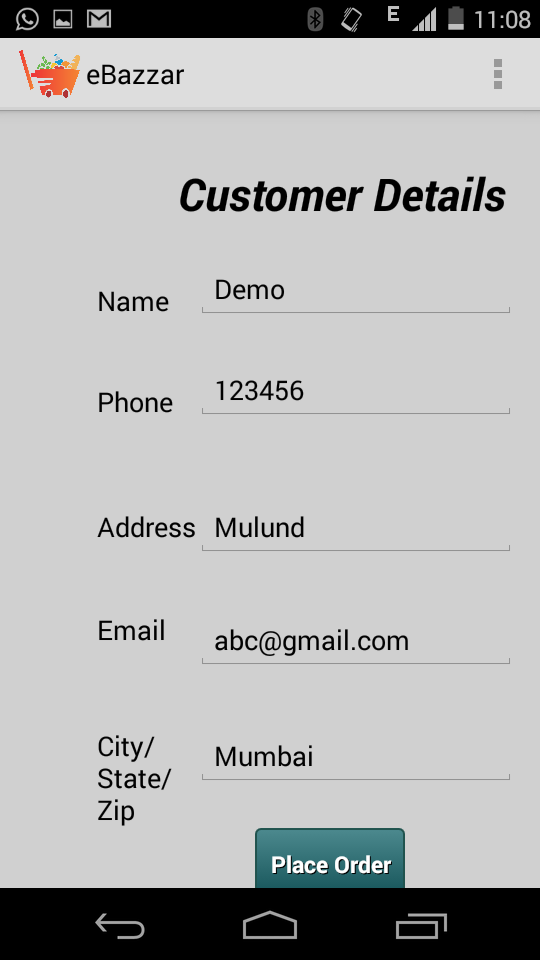 E 11:08
eBazzar
Customer Details
Name Demo
Phone 123456
Address Mulund
Email abc@gmail.com
City/ Mumbai
State/
Zip
Place Order